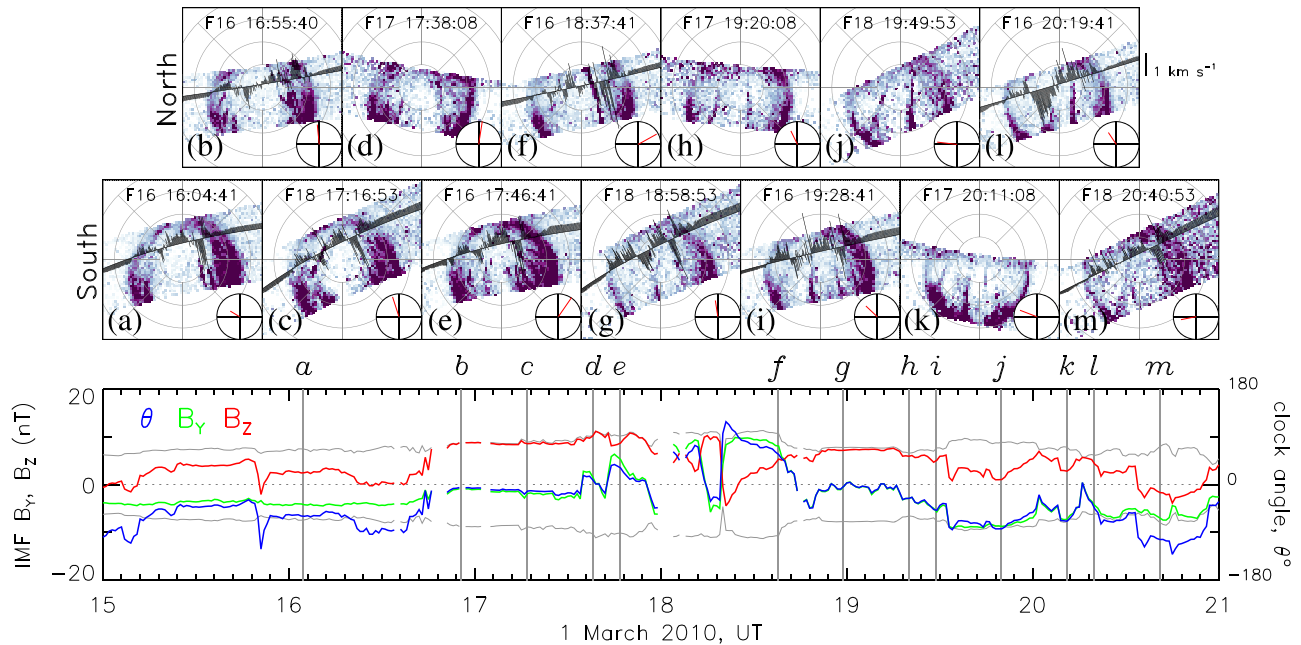 F16 16:55:40
F17 17:38:08
F16 18:37:41
F17 19:20:08
F18 19:49:53
F16 20:19:41
North
1 km s⁻¹
(b)
(d)
(f)
(h)
(j)
(l)
F16 16:04:41
F18 17:16:53
F16 17:46:41
F18 18:58:53
F16 19:28:41
F17 20:11:08
F18 20:40:53
South
(a)
(c)
(e)
(g)
(i)
(k)
(m)
a b c d e f g h i j k l m
20
180
θ B_Y B_Z
IMF B_Y, B_Z (nT)
0
0
clock angle, θ°
−20
−180
15 16 17 18 19 20 21
1 March 2010, UT